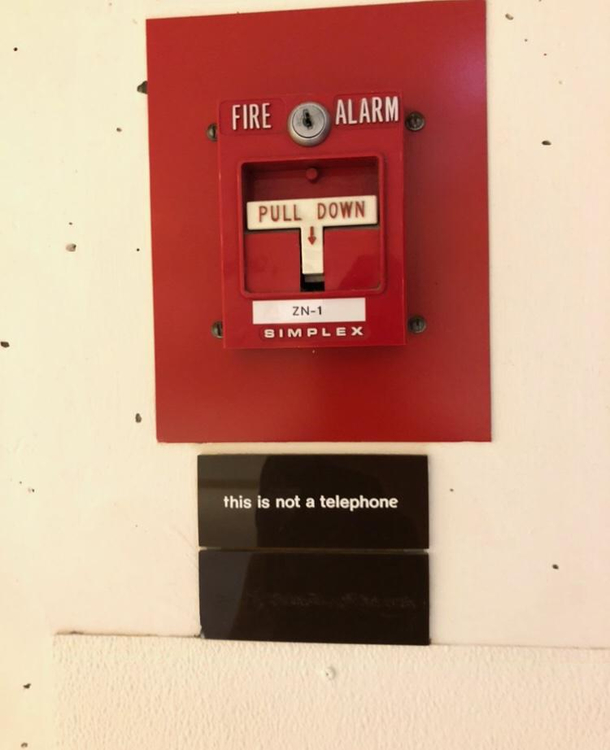 FIRE ALARM
PULL DOWN
ZN-1
SIMPLEX
this is not a telephone